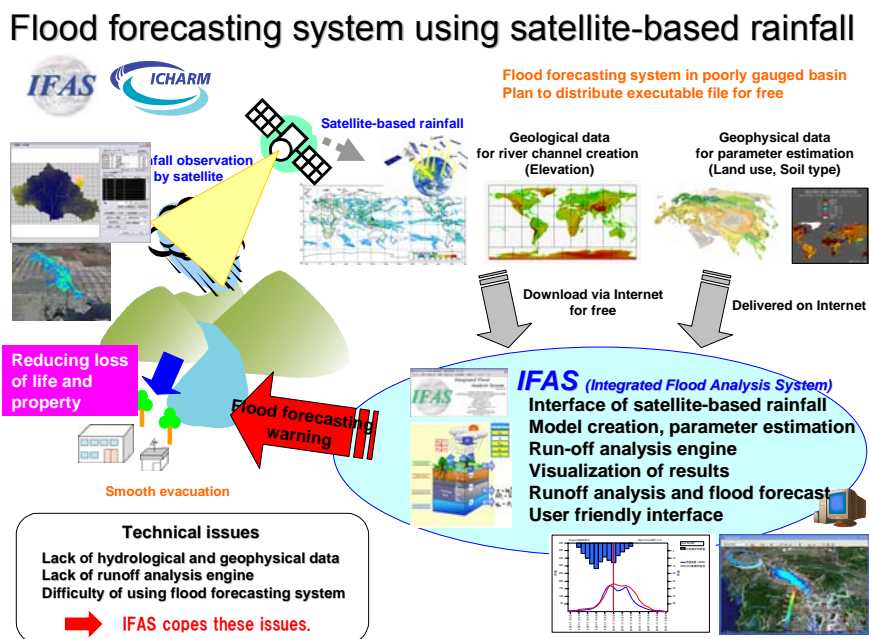 Flood forecasting system using satellite-based rainfall
IFAS
ICHARM
Flood forecasting system in poorly gauged basin
Plan to distribute executable file for free
Satellite-based rainfall
nfall observation
by satellite
Geological data
for river channel creation
(Elevation)
Geophysical data
for parameter estimation
(Land use, Soil type)
Download via Internet
for free
Delivered on Internet
Reducing loss
of life and
property
Flood forecasting
warning
Smooth evacuation
Integrated Flood
Analysis System
IFAS
IFAS (Integrated Flood Analysis System)
Interface of satellite-based rainfall
Model creation, parameter estimation
Run-off analysis engine
Visualization of results
Runoff analysis and flood forecast
User friendly interface
Technical issues
Lack of hydrological and geophysical data
Lack of runoff analysis engine
Difficulty of using flood forecasting system
IFAS copes these issues.